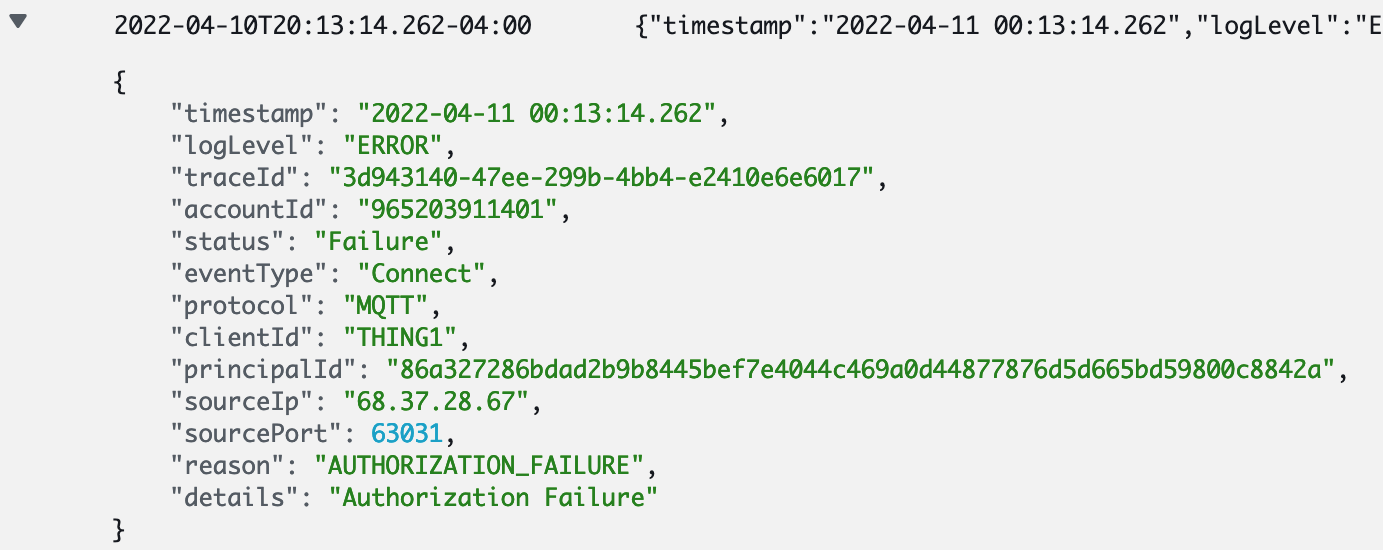 2022-04-10T20:13:14.262-04:00 {"timestamp":"2022-04-11 00:13:14.262","logLevel":"E
{
"timestamp": "2022-04-11 00:13:14.262",
"logLevel": "ERROR",
"traceId": "3d943140-47ee-299b-4bb4-e2410e6e6017",
"accountId": "965203911401",
"status": "Failure",
"eventType": "Connect",
"protocol": "MQTT",
"clientId": "THING1",
"principalId": "86a327286bdad2b9b8445bef7e4044c469a0d44877876d5d665bd59800c8842a",
"sourceIp": "68.37.28.67",
"sourcePort": 63031,
"reason": "AUTHORIZATION_FAILURE",
"details": "Authorization Failure"
}